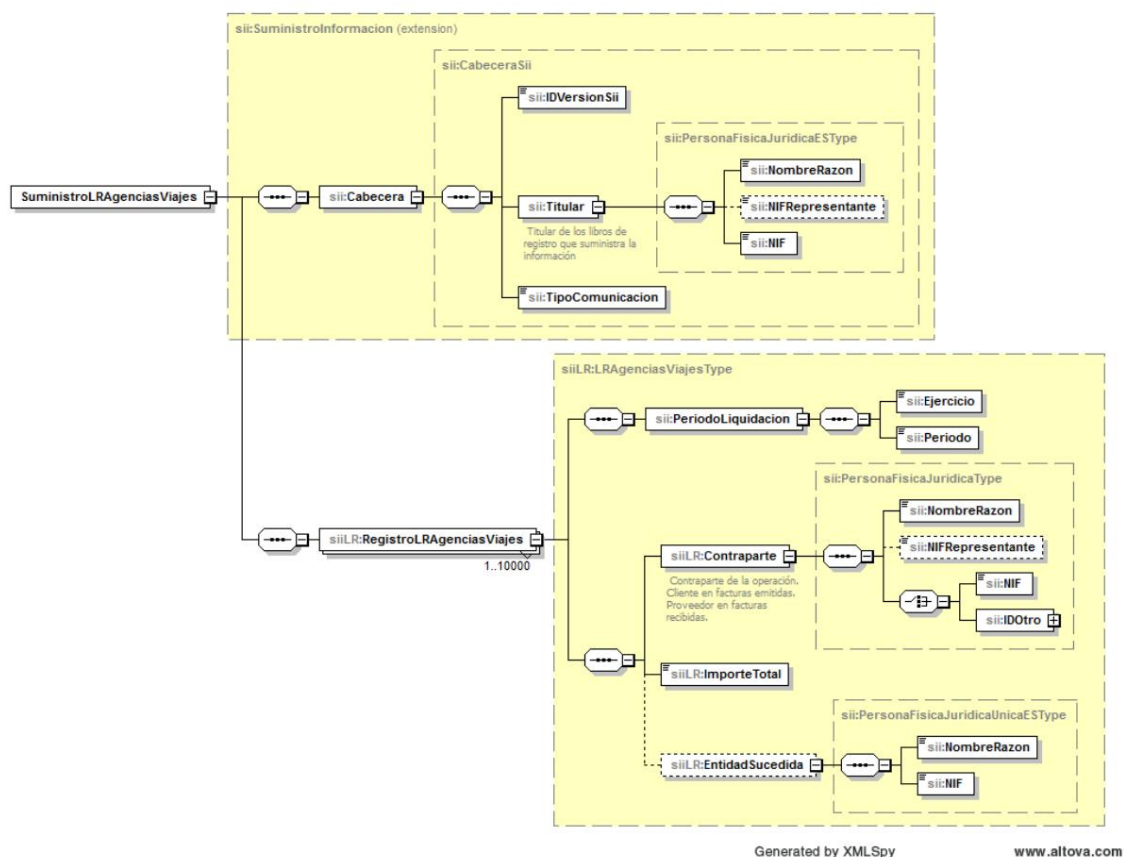 sii:SuministroInformacion (extension)
sii:CabeceraSii
sii:IDVersionSii
sii:PersonaFisicaJuridicaESType
sii:NombreRazon
SuministroLRAgenciasViajes
sii:Cabecera
sii:Titular
sii:NIFRepresentante
Titular de los libros de
registro que suministra la
información
sii:NIF
sii:TipoComunicacion
siiLR:LRAgenciasViajesType
sii:Ejercicio
sii:PeriodoLiquidacion
sii:Periodo
sii:PersonaFisicaJuridicaType
sii:NombreRazon
siiLR:RegistroLRAgenciasViajes
1..10000
siiLR:Contraparte
sii:NIFRepresentante
Contraparte de la operación.
Cliente en facturas emitidas.
Proveedor en facturas
recibidas.
sii:NIF
sii:IDOtro
siiLR:ImporteTotal
sii:PersonaFisicaJuridicaUnicaESType
sii:NombreRazon
siiLR:EntidadSucedida
sii:NIF
Generated by XMLSpy
www.altova.com